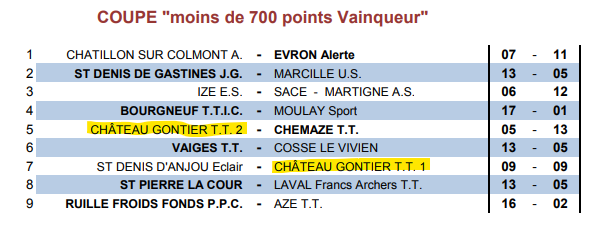 COUPE "moins de 700 points Vainqueur"
1 CHATILLON SUR COLMONT A. - EVRON Alerte 07 - 11
2 ST DENIS DE GASTINES J.G. - MARCILLE U.S. 13 - 05
3 IZE E.S. - SACE - MARTIGNE A.S. 06 - 12
4 BOURGNEUF T.T.I.C. - MOULAY Sport 17 - 01
5 CHÂTEAU GONTIER T.T. 2 - CHEMAZE T.T. 05 - 13
6 VAIGES T.T. - COSSE LE VIVIEN 13 - 05
7 ST DENIS D'ANJOU Eclair - CHÂTEAU GONTIER T.T. 1 09 - 09
8 ST PIERRE LA COUR - LAVAL Francs Archers T.T. 13 - 05
9 RUILLE FROIDS FONDS P.P.C. - AZE T.T. 16 - 02